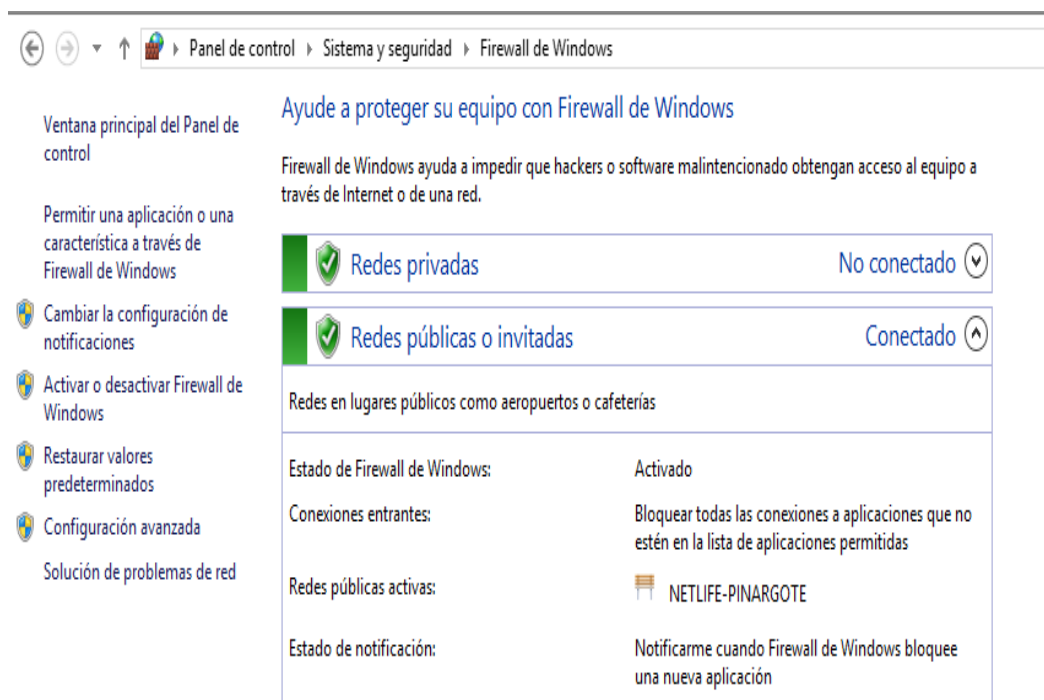 Panel de control Sistema y seguridad Firewall de Windows
Ventana principal del Panel de
control
Permitir una aplicación o una
característica a través de
Firewall de Windows
Cambiar la configuración de
notificaciones
Activar o desactivar Firewall de
Windows
Restaurar valores
predeterminados
Configuración avanzada
Solución de problemas de red
Ayude a proteger su equipo con Firewall de Windows
Firewall de Windows ayuda a impedir que hackers o software malintencionado obtengan acceso al equipo a
través de Internet o de una red.
Redes privadas No conectado
Redes públicas o invitadas Conectado
Redes en lugares públicos como aeropuertos o cafeterías
Estado de Firewall de Windows: Activado
Conexiones entrantes: Bloquear todas las conexiones a aplicaciones que no
estén en la lista de aplicaciones permitidas
Redes públicas activas: NETLIFE-PINARGOTE
Estado de notificación: Notificarme cuando Firewall de Windows bloquee
una nueva aplicación